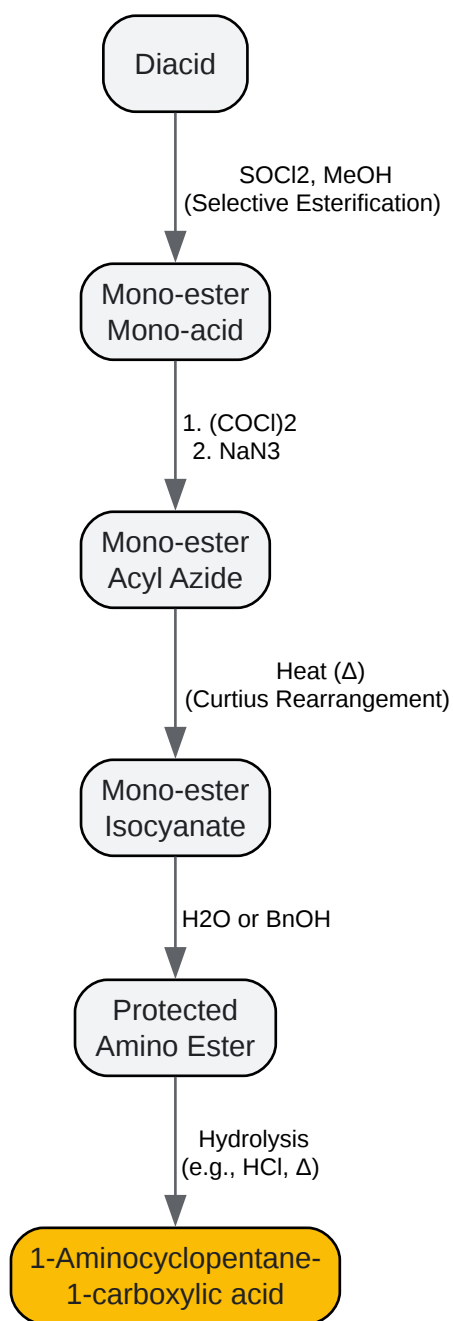 Diacid
SOCl2, MeOH
(Selective Esterification)
Mono-ester
Mono-acid
1. (COCl)2
2. NaN3
Mono-ester
Acyl Azide
Heat (Δ)
(Curtius Rearrangement)
Mono-ester
Isocyanate
H2O or BnOH
Protected
Amino Ester
Hydrolysis
(e.g., HCl, Δ)
1-Aminocyclopentane-
1-carboxylic acid